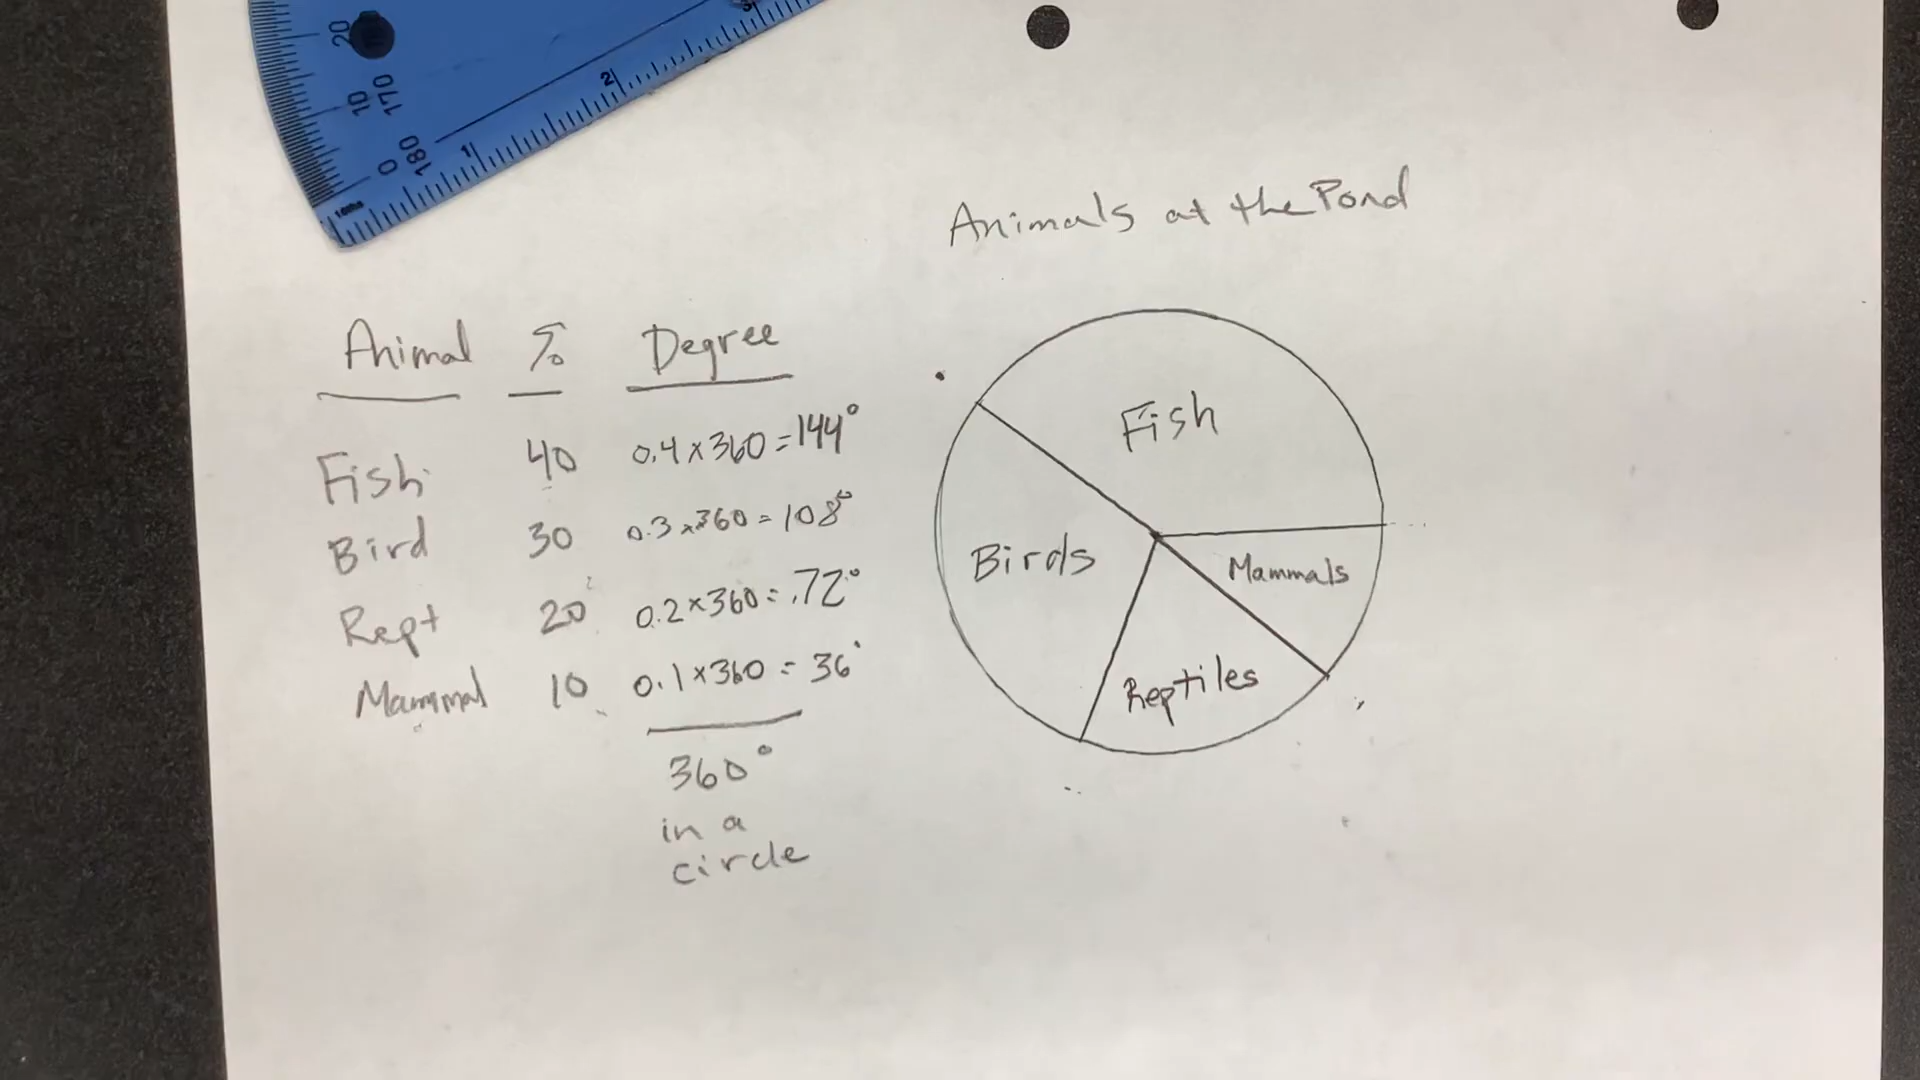 20
10 170
0 180
1 2 3
10ths
Animals at the Pond
Animal % Degree
Fish 40 0.4 x 360 = 144°
Bird 30 0.3 x 360 = 108°
Rept 20 0.2 x 360 = 72°
Mammal 10 0.1 x 360 = 36°
360°
in a
circle
Fish
Birds
Mammals
Reptiles